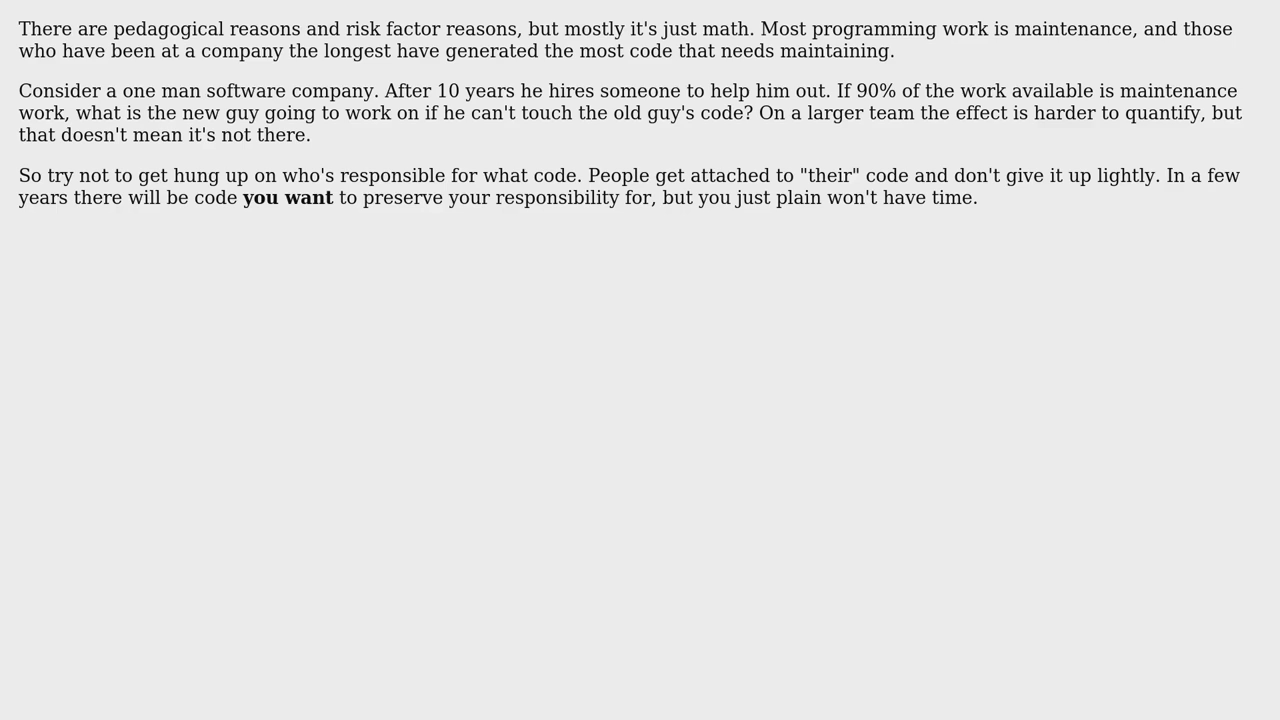 There are pedagogical reasons and risk factor reasons, but mostly it's just math. Most programming work is maintenance, and those
who have been at a company the longest have generated the most code that needs maintaining.
Consider a one man software company. After 10 years he hires someone to help him out. If 90% of the work available is maintenance
work, what is the new guy going to work on if he can't touch the old guy's code? On a larger team the effect is harder to quantify, but
that doesn't mean it's not there.
So try not to get hung up on who's responsible for what code. People get attached to "their" code and don't give it up lightly. In a few
years there will be code you want to preserve your responsibility for, but you just plain won't have time.